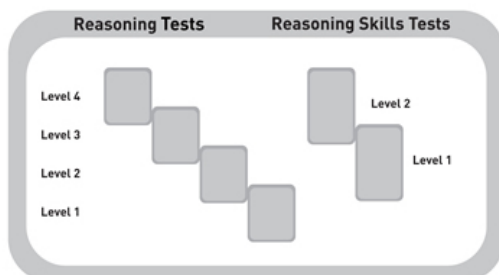 Reasoning Tests
Reasoning Skills Tests
Level 4
Level 3
Level 2
Level 1
Level 2
Level 1